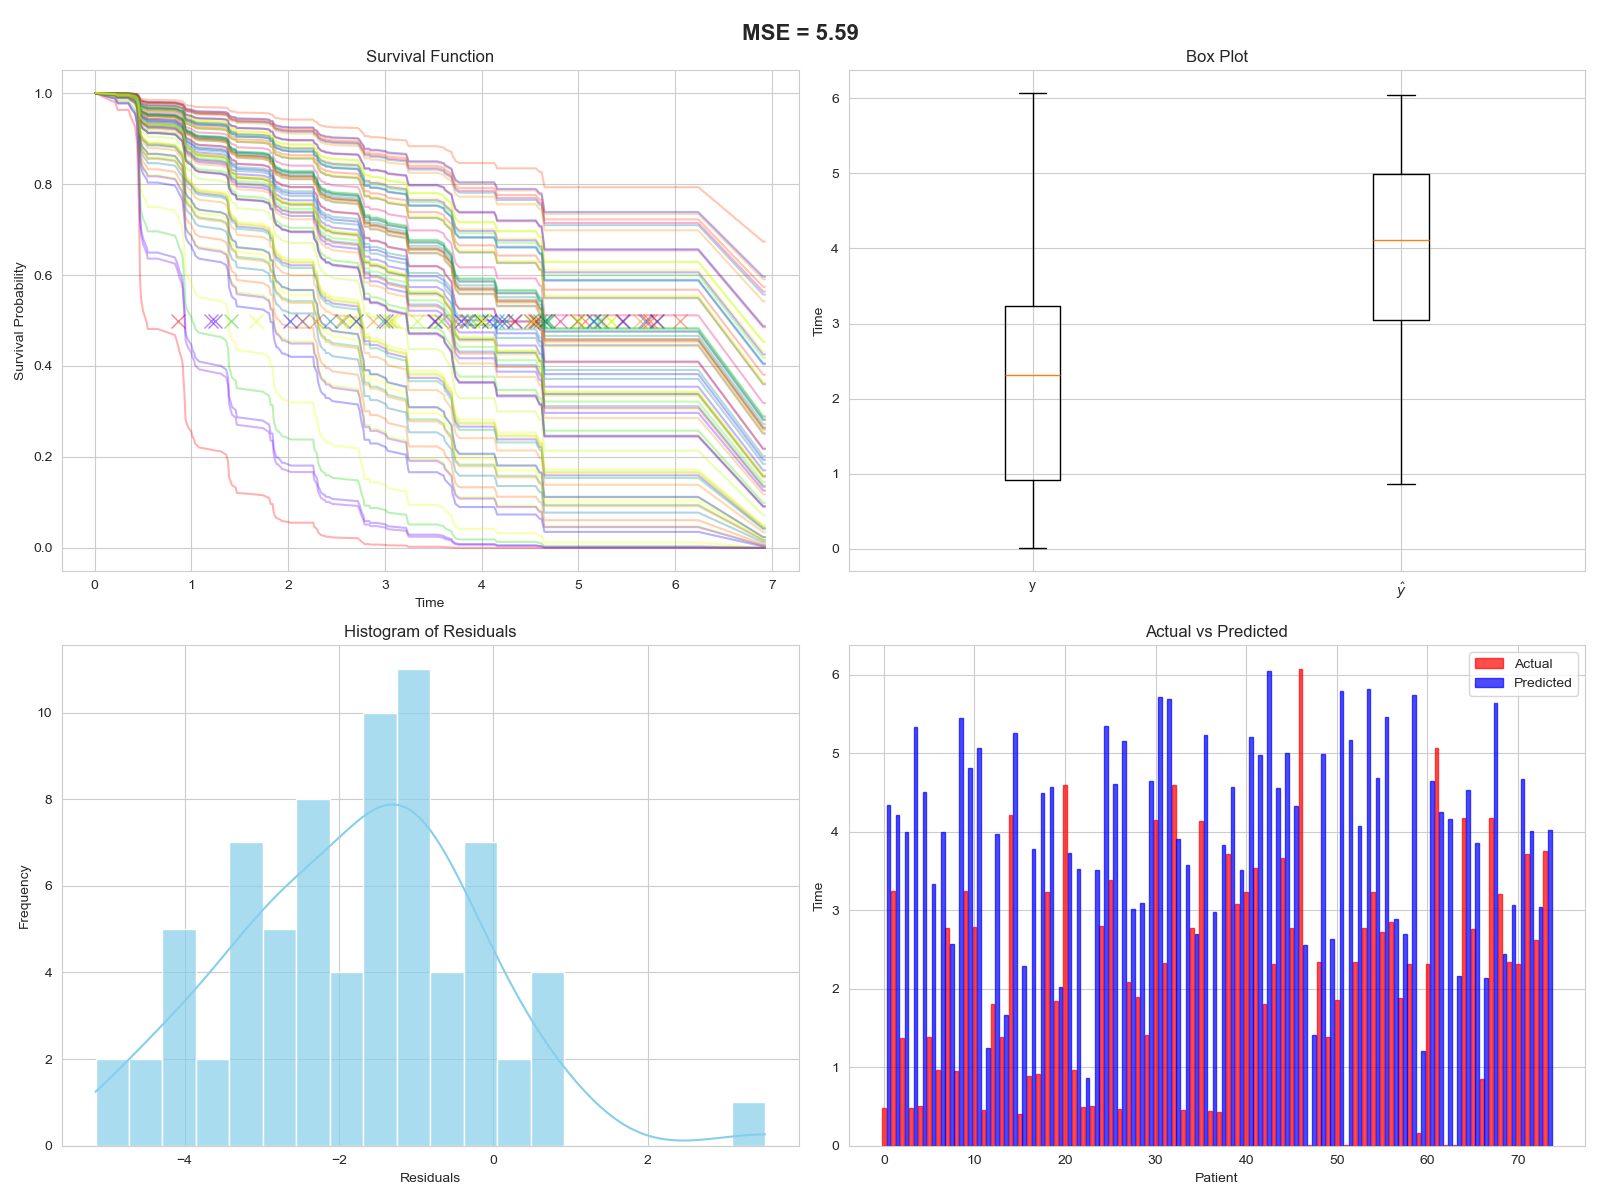 MSE = 5.59
Survival Function
Survival Probability
1.0
0.8
0.6
0.4
0.2
0.0
0 1 2 3 4 5 6 7
Time
Box Plot
Time
6
5
4
3
2
1
0
y ŷ
Histogram of Residuals
Frequency
10
8
6
4
2
0
−4 −2 0 2
Residuals
Actual vs Predicted
Actual
Predicted
Time
6
5
4
3
2
1
0
0 10 20 30 40 50 60 70
Patient